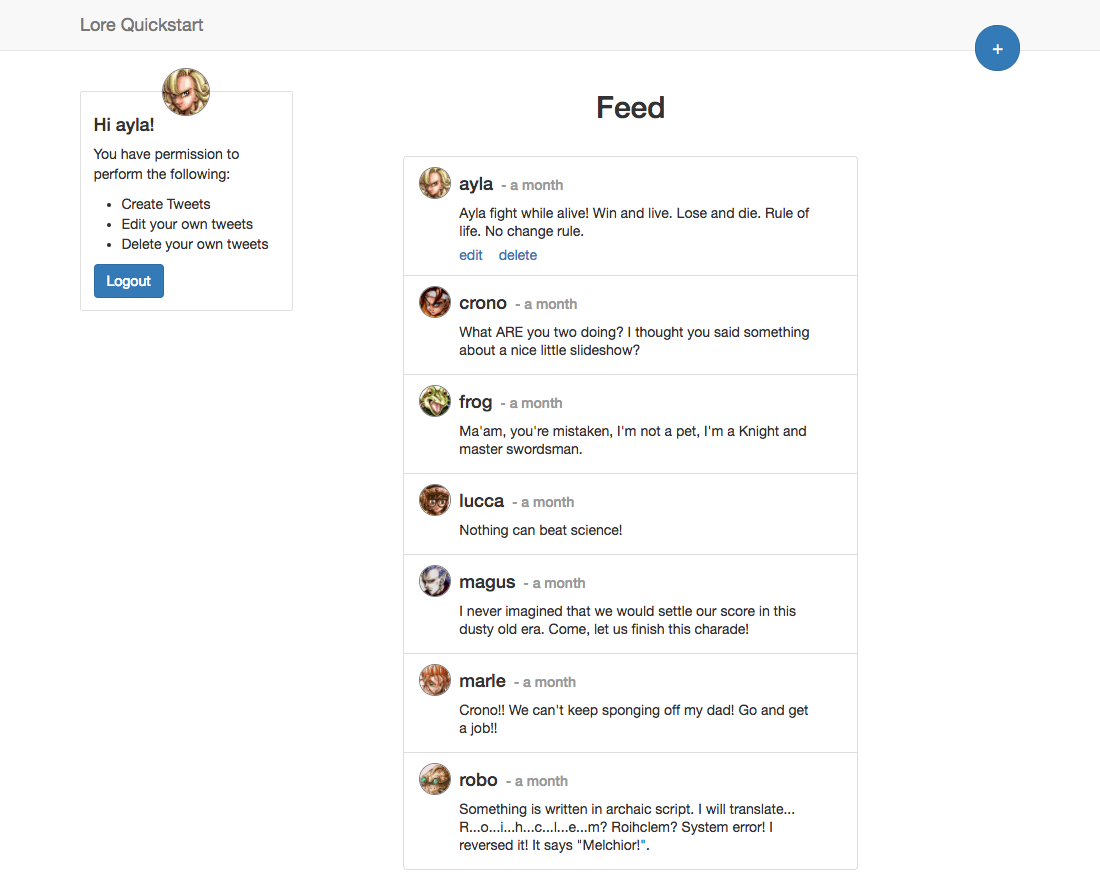 Lore Quickstart
+
Hi ayla!
You have permission to
perform the following:
• Create Tweets
• Edit your own tweets
• Delete your own tweets
Logout
Feed
ayla - a month
Ayla fight while alive! Win and live. Lose and die. Rule of
life. No change rule.
edit delete
crono - a month
What ARE you two doing? I thought you said something
about a nice little slideshow?
frog - a month
Ma'am, you're mistaken, I'm not a pet, I'm a Knight and
master swordsman.
lucca - a month
Nothing can beat science!
magus - a month
I never imagined that we would settle our score in this
dusty old era. Come, let us finish this charade!
marle - a month
Crono!! We can't keep sponging off my dad! Go and get
a job!!
robo - a month
Something is written in archaic script. I will translate...
R...o...i...h...c...l...e...m? Roihclem? System error! I
reversed it! It says "Melchior!".